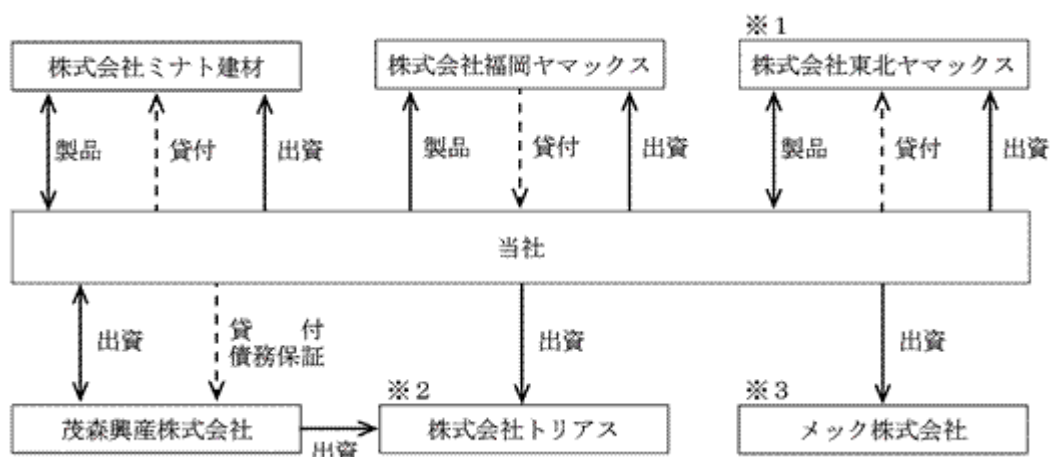 ※1
株式会社ミナト建材
株式会社福岡ヤマックス
株式会社東北ヤマックス
製品
貸付
出資
製品
貸付
出資
製品
貸付
出資
当社
出資
貸 付
債務保証
出資
出資
※2
※3
茂森興産株式会社
出資
株式会社トリアス
メック株式会社